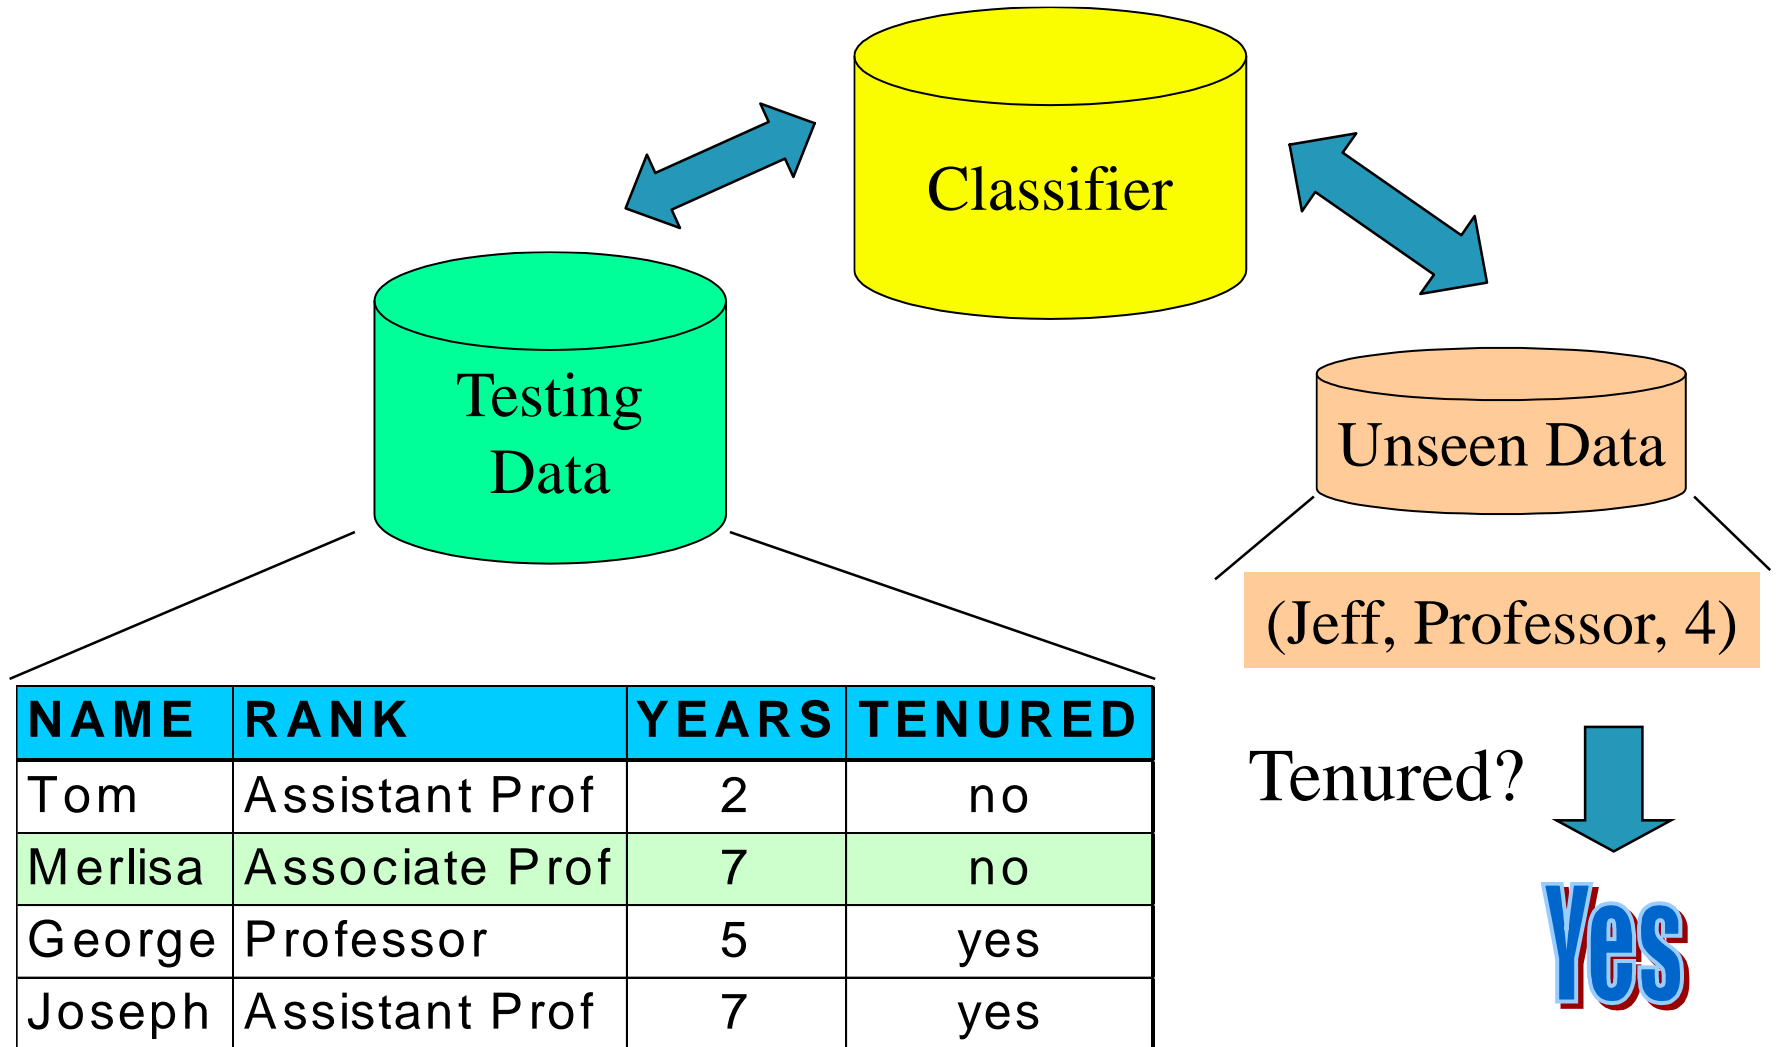 Classifier
Testing
Data
Unseen Data
(Jeff, Professor, 4)
NAME RANK YEARS TENURED
Tom Assistant Prof 2 no
Merlisa Associate Prof 7 no
George Professor 5 yes
Joseph Assistant Prof 7 yes
Tenured?
Yes